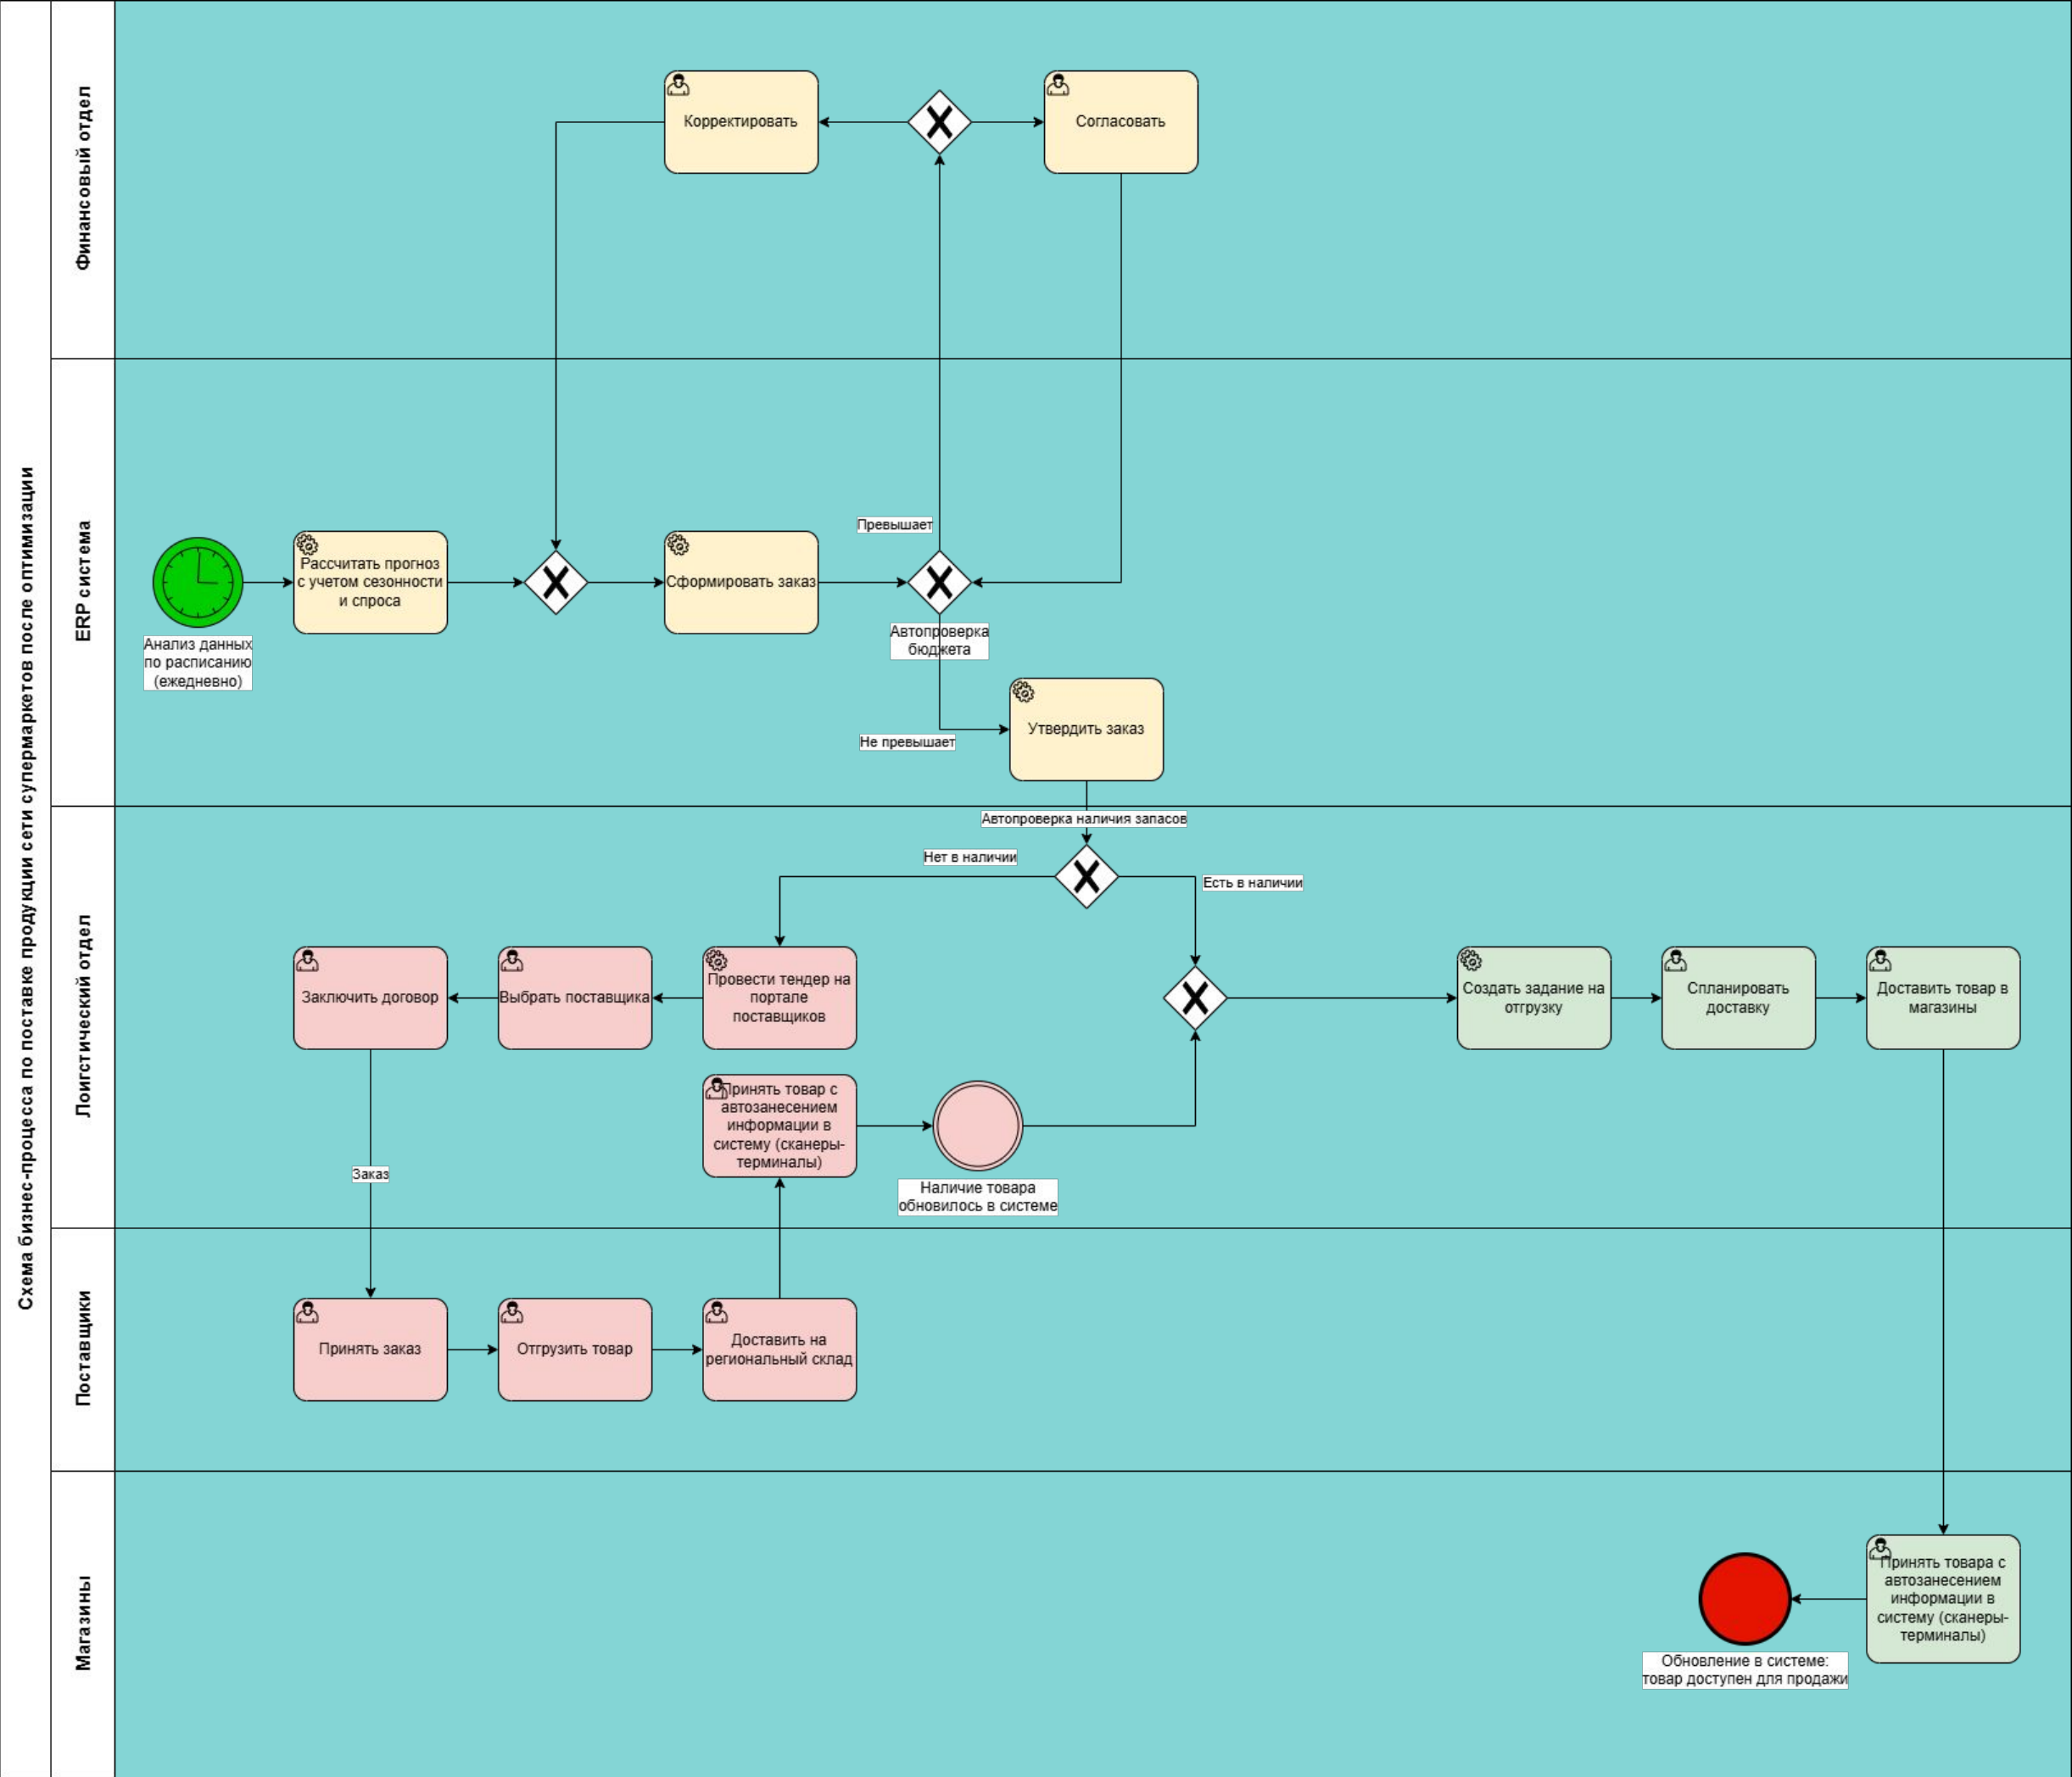 Схема бизнес-процесса по поставке продукции сети супермаркетов после оптимизации
Финансовый отдел
Корректировать
Согласовать
ERP система
Превышает
Рассчитать прогноз
с учетом сезонности
и спроса
Сформировать заказ
Анализ данных
по расписанию
(ежедневно)
Автопроверка
бюджета
Утвердить заказ
Не превышает
Лоигстический отдел
Автопроверка наличия запасов
Нет в наличии
Есть в наличии
Заключить договор
Выбрать поставщика
Провести тендер на
портале
поставщиков
Создать задание на
отгрузку
Спланировать
доставку
Доставить товар в
магазины
Принять товар с
автозанесением
информации в
систему (сканеры-
терминалы)
Заказ
Наличие товара
обновилось в системе
Поставщики
Принять заказ
Отгрузить товар
Доставить на
региональный склад
Магазины
Принять товара с
автозанесением
информации в
систему (сканеры-
терминалы)
Обновление в системе:
товар доступен для продажи